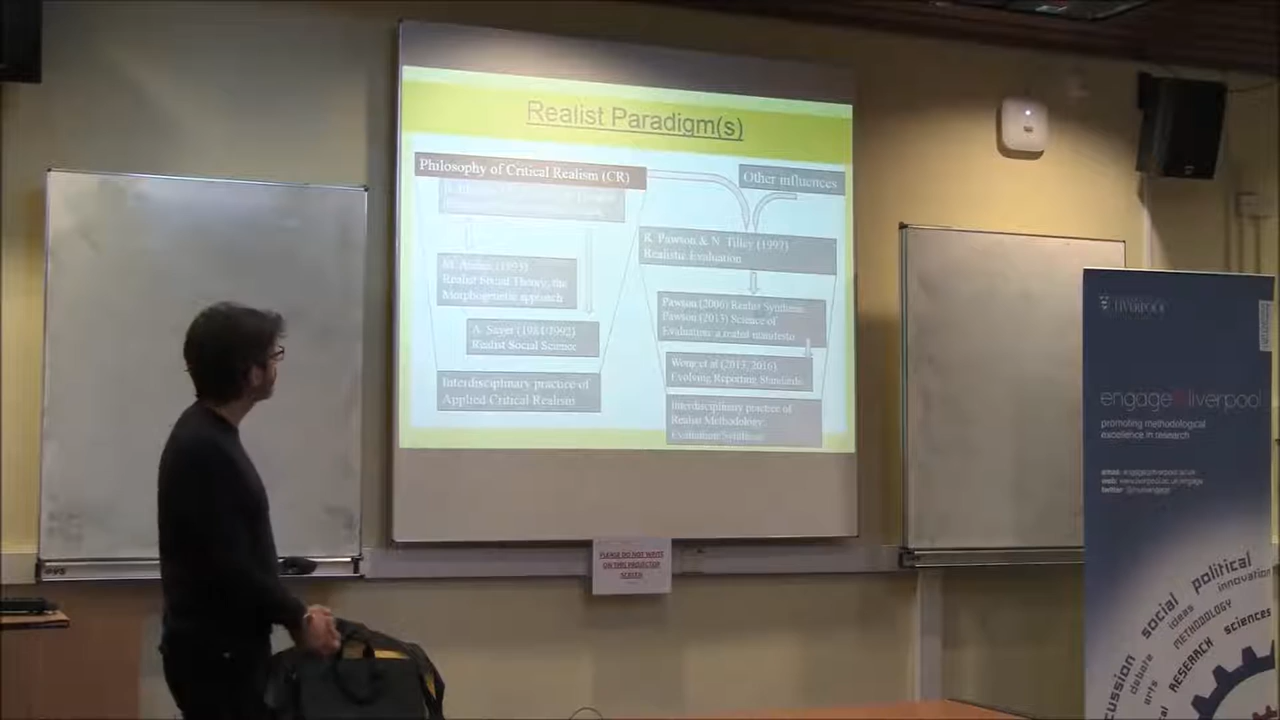 Realist Paradigm(s)
Philosophy of Critical Realism (CR)
Other influences
R. Pawson & N. Tilley (1997)
Realistic Evaluation
M. Archer (1995)
Realist Social Theory, the
Morphogenetic approach
Pawson (2006) Realist Synthesis
Pawson (2013) Science of
Evaluation: a realist manifesto
A. Sayer (1984/1992)
Realist Social Science
Wong et al (2013, 2016)
Evolving Reporting Standards
Interdisciplinary practice of
Applied Critical Realism
Interdisciplinary practice of
Realist Methodology:
Evaluation/Synthesis
PLEASE DO NOT WRITE
ON THIS PROJECTOR
SCREEN
LIVERPOOL
engage liverpool
promoting methodological
excellence in research
social
political
ideas
innovation
METHODOLOGY
debate
RESEARCH
sciences
arts